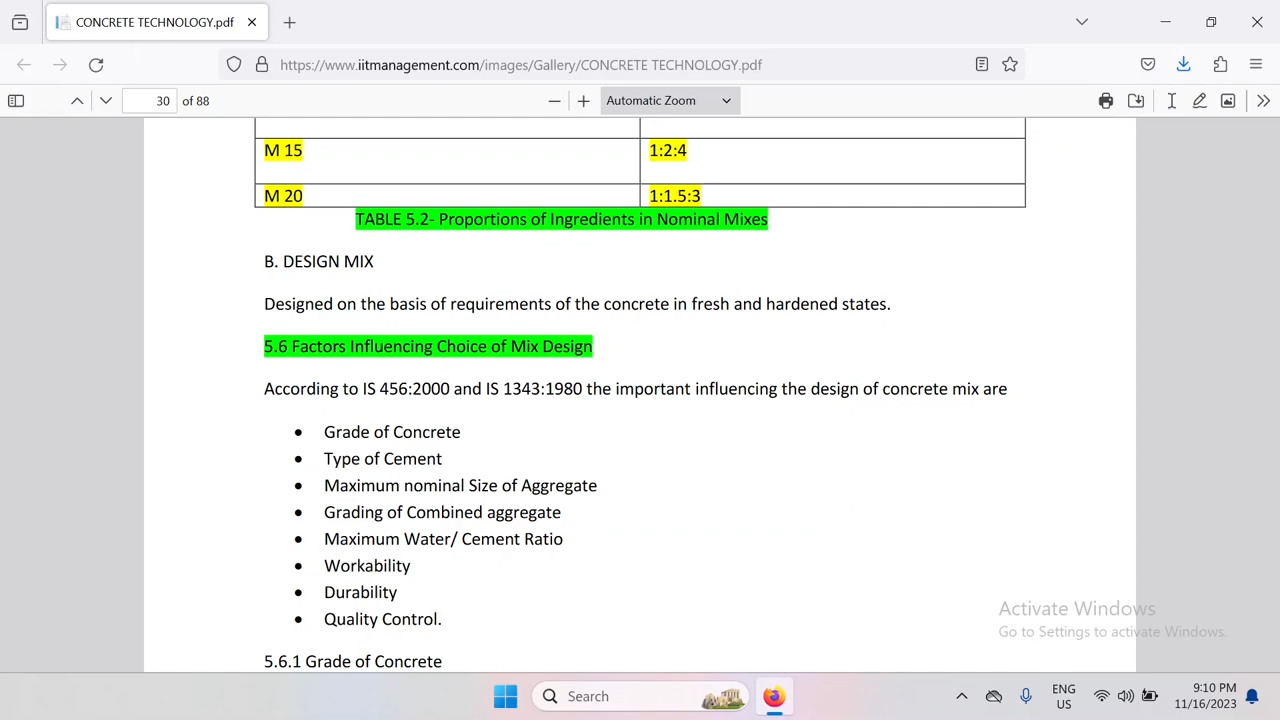 CONCRETE TECHNOLOGY.pdf
https://www.iitmanagement.com/images/Gallery/CONCRETE TECHNOLOGY.pdf
30 of 88
Automatic Zoom
M 15 1:2:4
M 20 1:1.5:3
TABLE 5.2- Proportions of Ingredients in Nominal Mixes
B. DESIGN MIX
Designed on the basis of requirements of the concrete in fresh and hardened states.
5.6 Factors Influencing Choice of Mix Design
According to IS 456:2000 and IS 1343:1980 the important influencing the design of concrete mix are
• Grade of Concrete
• Type of Cement
• Maximum nominal Size of Aggregate
• Grading of Combined aggregate
• Maximum Water/ Cement Ratio
• Workability
• Durability
• Quality Control.
5.6.1 Grade of Concrete
Activate Windows
Go to Settings to activate Windows.
Search
ENG
US
9:10 PM
11/16/2023